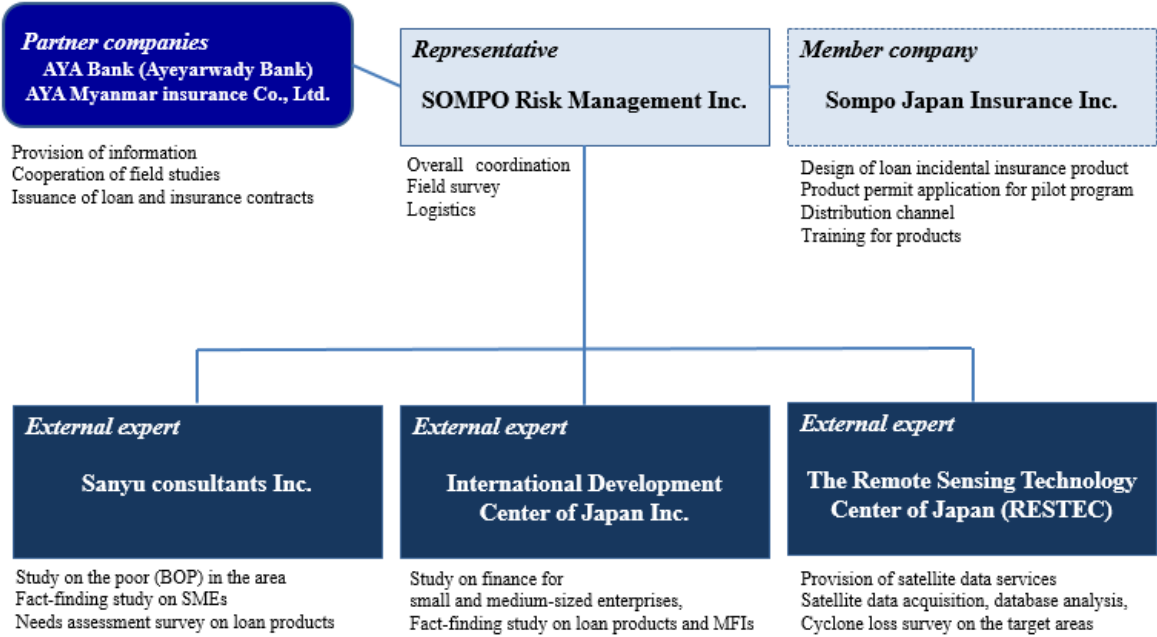 Partner companies
AYA Bank (Ayeyarwady Bank)
AYA Myanmar insurance Co., Ltd.
Provision of information
Cooperation of field studies
Issuance of loan and insurance contracts
Representative
SOMPO Risk Management Inc.
Overall coordination
Field survey
Logistics
Member company
Sompo Japan Insurance Inc.
Design of loan incidental insurance product
Product permit application for pilot program
Distribution channel
Training for products
External expert
Sanyu consultants Inc.
Study on the poor (BOP) in the area
Fact-finding study on SMEs
Needs assessment survey on loan products
External expert
International Development
Center of Japan Inc.
Study on finance for
small and medium-sized enterprises,
Fact-finding study on loan products and MFIs
External expert
The Remote Sensing Technology
Center of Japan (RESTEC)
Provision of satellite data services
Satellite data acquisition, database analysis,
Cyclone loss survey on the target areas